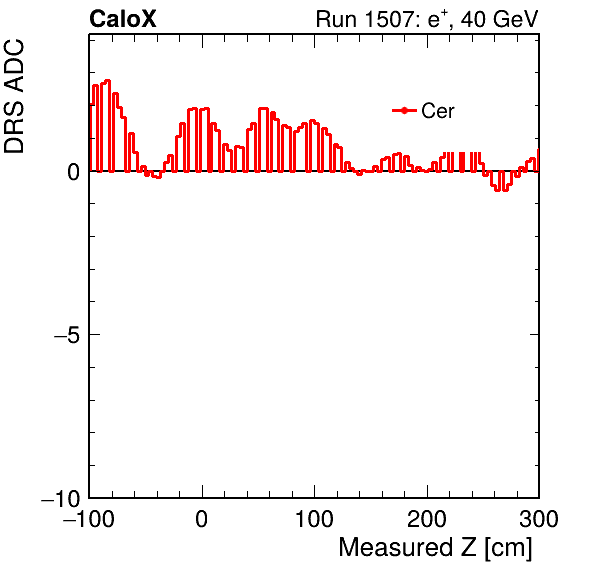 CaloX Run 1507: e⁺, 40 GeV
DRS ADC
Cer
0
−5
−10
−100 0 100 200 300
Measured Z [cm]